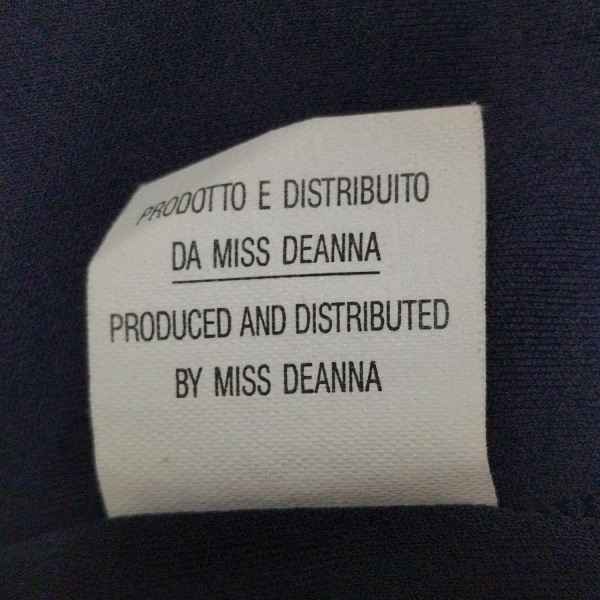 PRODOTTO E DISTRIBUITO
DA MISS DEANNA
PRODUCED AND DISTRIBUTED
BY MISS DEANNA